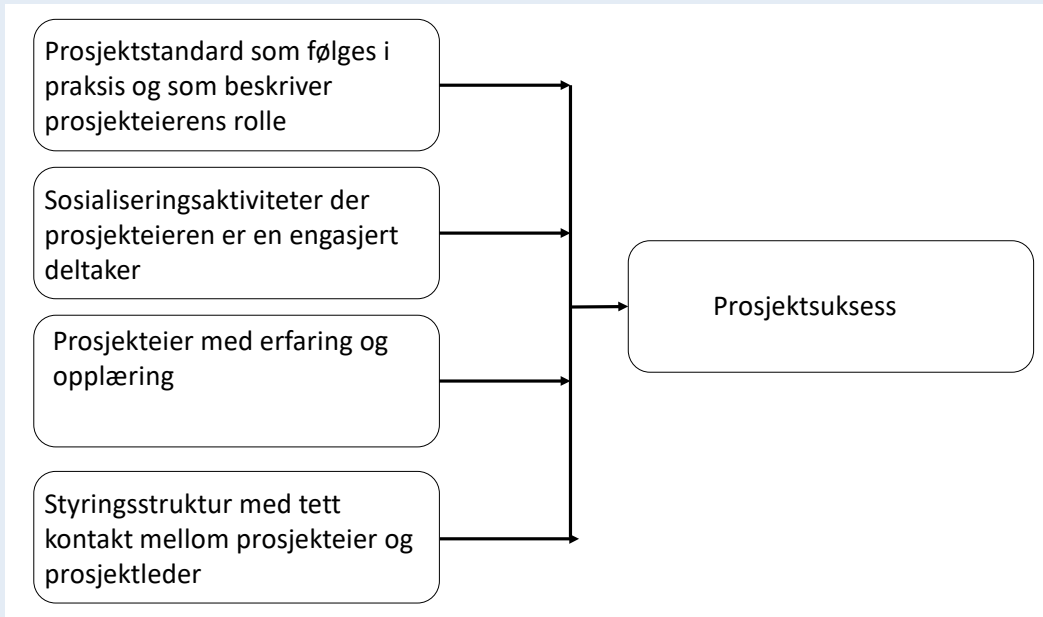 Prosjektstandard som følges i
praksis og som beskriver
prosjekteierens rolle
Sosialiseringsaktiviteter der
prosjekteieren er en engasjert
deltaker
Prosjekteier med erfaring og
opplæring
Styringsstruktur med tett
kontakt mellom prosjekteier og
prosjektleder
Prosjektsuksess